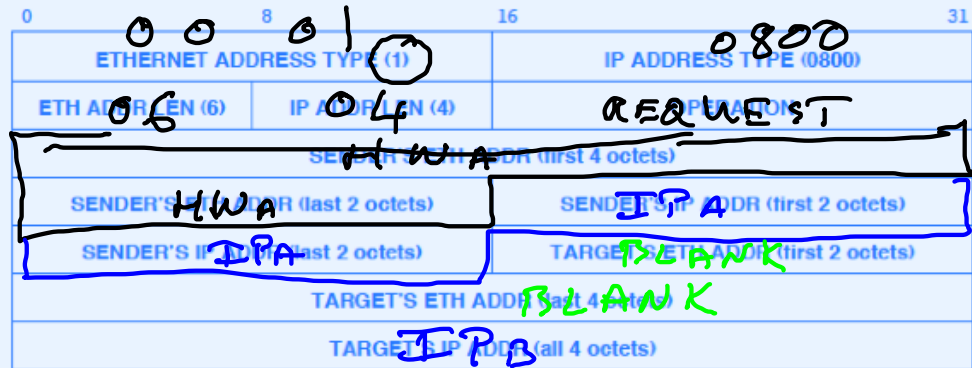 0 8 16 31
0 0 0 1 0800
ETHERNET ADDRESS TYPE (1) IP ADDRESS TYPE (0800)
06 04 REQUEST
ETH ADDR LEN (6) IP ADDR LEN (4) OPERATION
HWA
SENDER'S ETH ADDR (first 4 octets)
HWA IPA
SENDER'S ETH ADDR (last 2 octets) SENDER'S IP ADDR (first 2 octets)
IPA BLANK
SENDER'S IP ADDR (last 2 octets) TARGET'S ETH ADDR (first 2 octets)
BLANK
TARGET'S ETH ADDR (last 4 octets)
IPB
TARGET'S IP ADDR (all 4 octets)